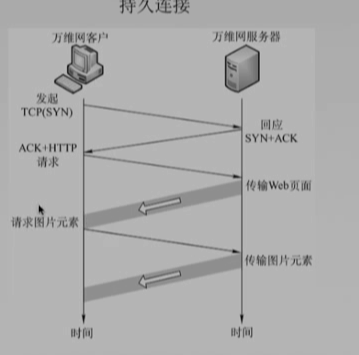 持久连接
万维网客户
万维网服务器
发起
TCP(SYN)
回应
SYN+ACK
ACK+HTTP
请求
传输Web页面
请求图片元素
传输图片元素
时间
时间